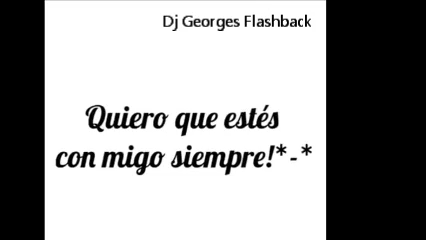 Dj Georges Flashback
Quiero que estés
con migo siempre!*-*